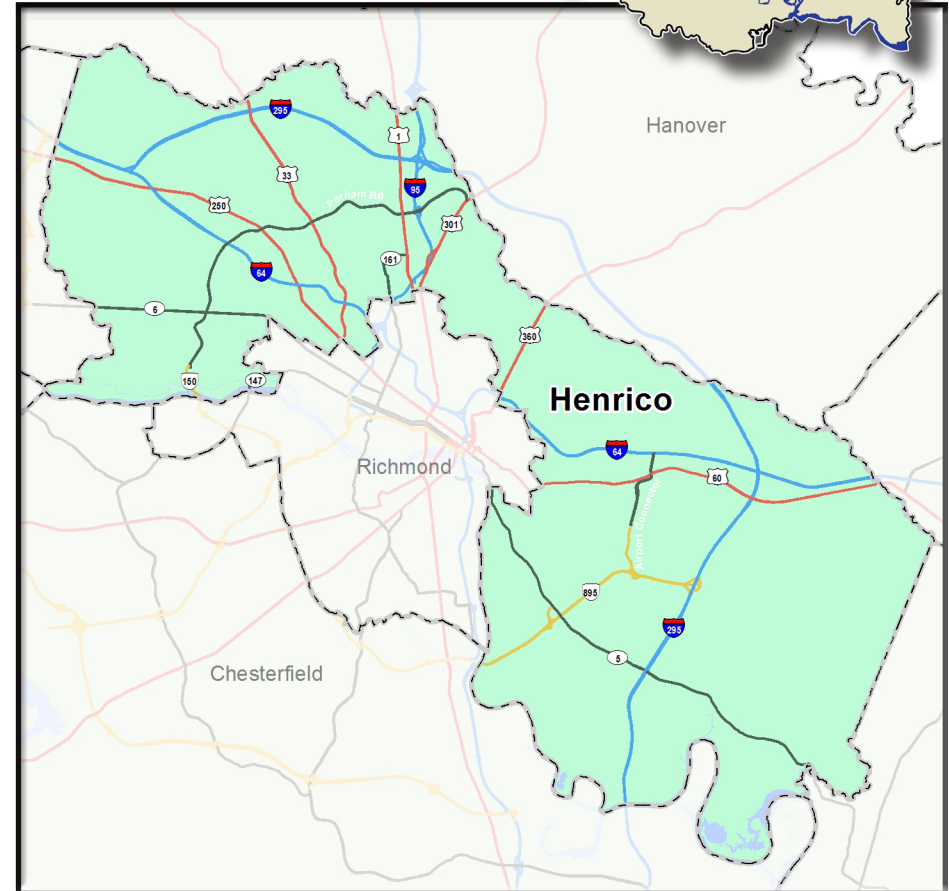 295
Hanover
1
33
95
Parham Rd
250
301
161
64
6
360
150
147
Henrico
64
Richmond
60
Airport Connector
895
295
5
Chesterfield